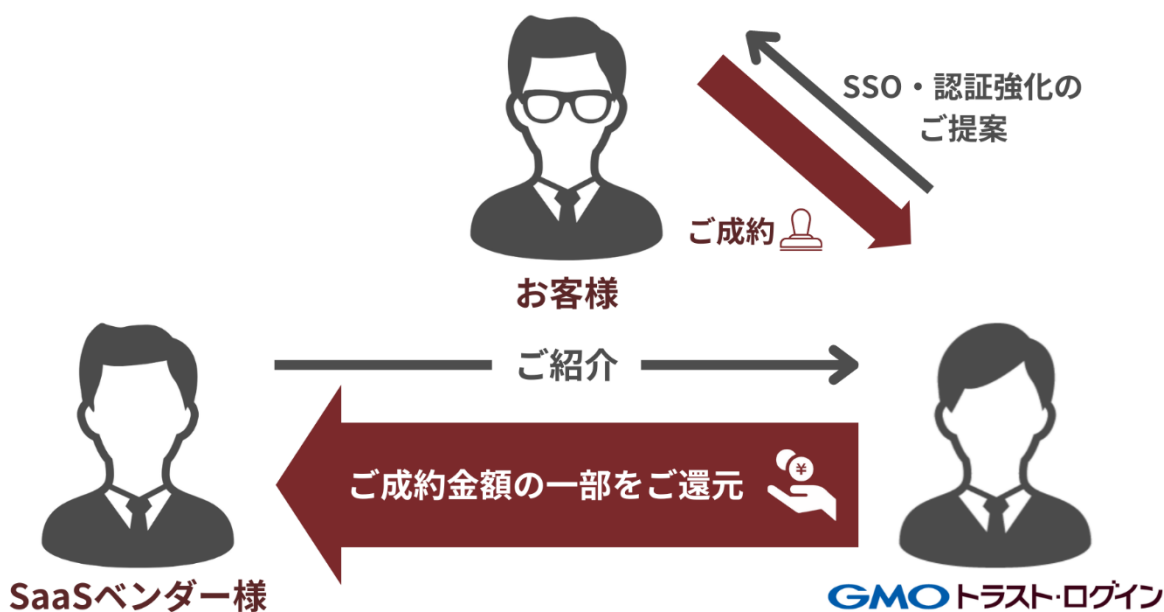 SSO・認証強化の
ご提案
ご成約
お客様
ご紹介
ご成約金額の一部をご還元
¥
SaaSベンダー様
GMOトラスト・ログイン